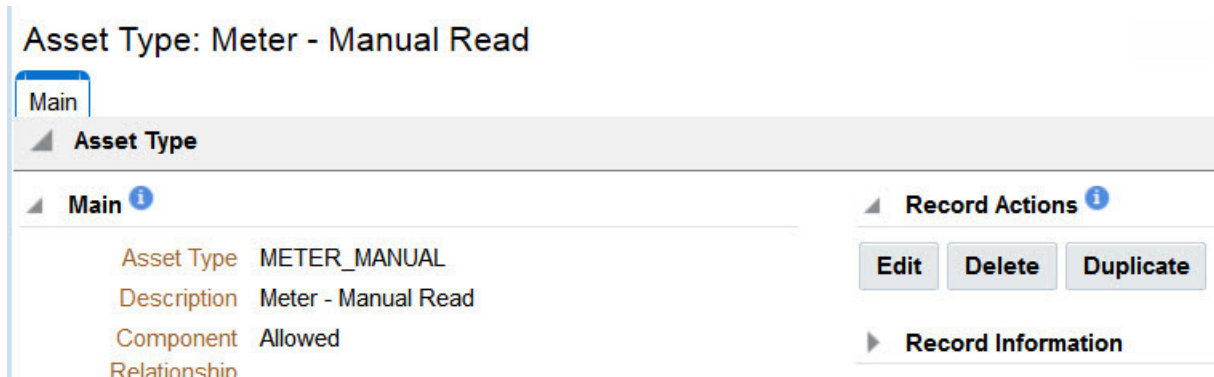 Asset Type: Meter - Manual Read
Main
Asset Type
Main
Record Actions
Asset Type METER_MANUAL
Edit Delete Duplicate
Description Meter - Manual Read
Component Allowed
Relationship
Record Information